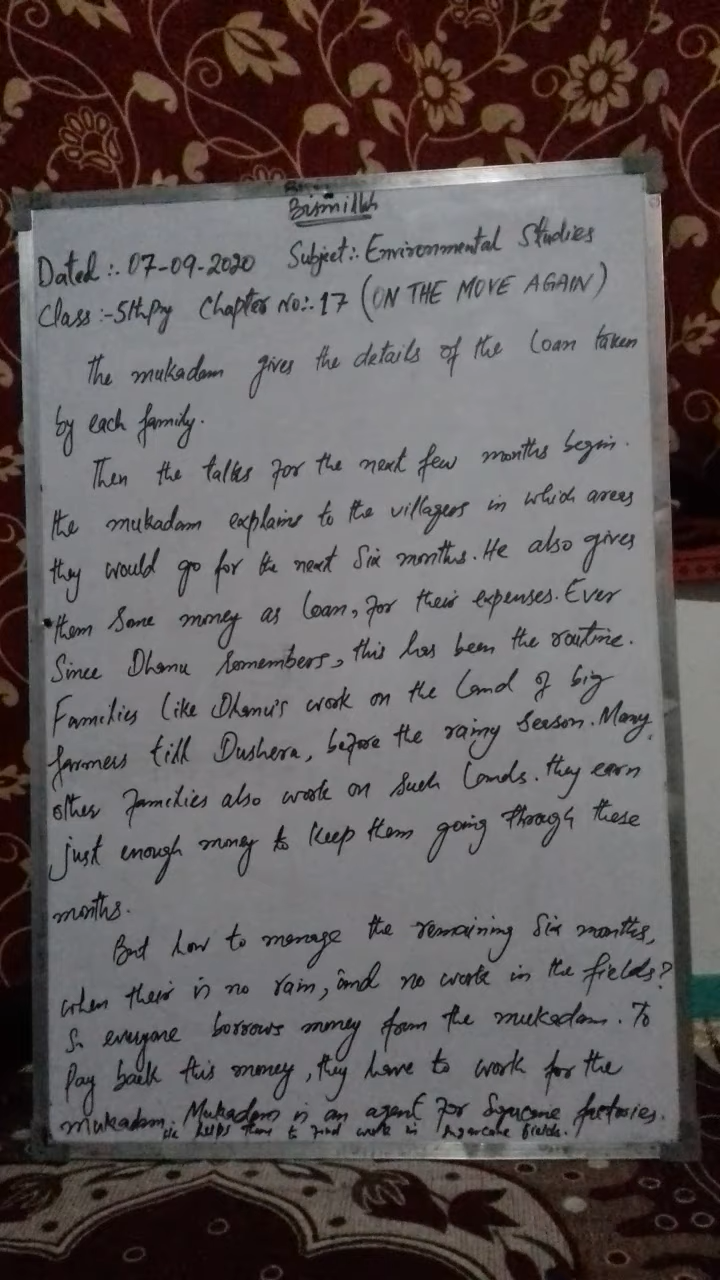 Bismillah
Dated :- 07-09-2020 Subject:- Environmental Studies
Class :- 5th Pry Chapter No:- 17 (ON THE MOVE AGAIN)
The mukadam gives the details of the loan taken
by each family.
Then the talks for the next few months begin.
the mukadam explains to the villagers in which areas
they would go for the next Six months. He also gives
them Some money as loan, for their expenses. Ever
Since Dhanu Remembers, this has been the routine.
Families like Dhanu's work on the land of big
farmers till Dushera, before the rainy Season. Many
other families also work on such lands. they earn
just enough money to keep them going through these
months.
But how to manage the remaining Six months,
when their is no rain, and no work in the fields?
So everyone borrows money from the mukadam. To
Pay back this money, they have to work for the
mukadam. Mukadam is an agent for factories.
He helps them to find work in fields.